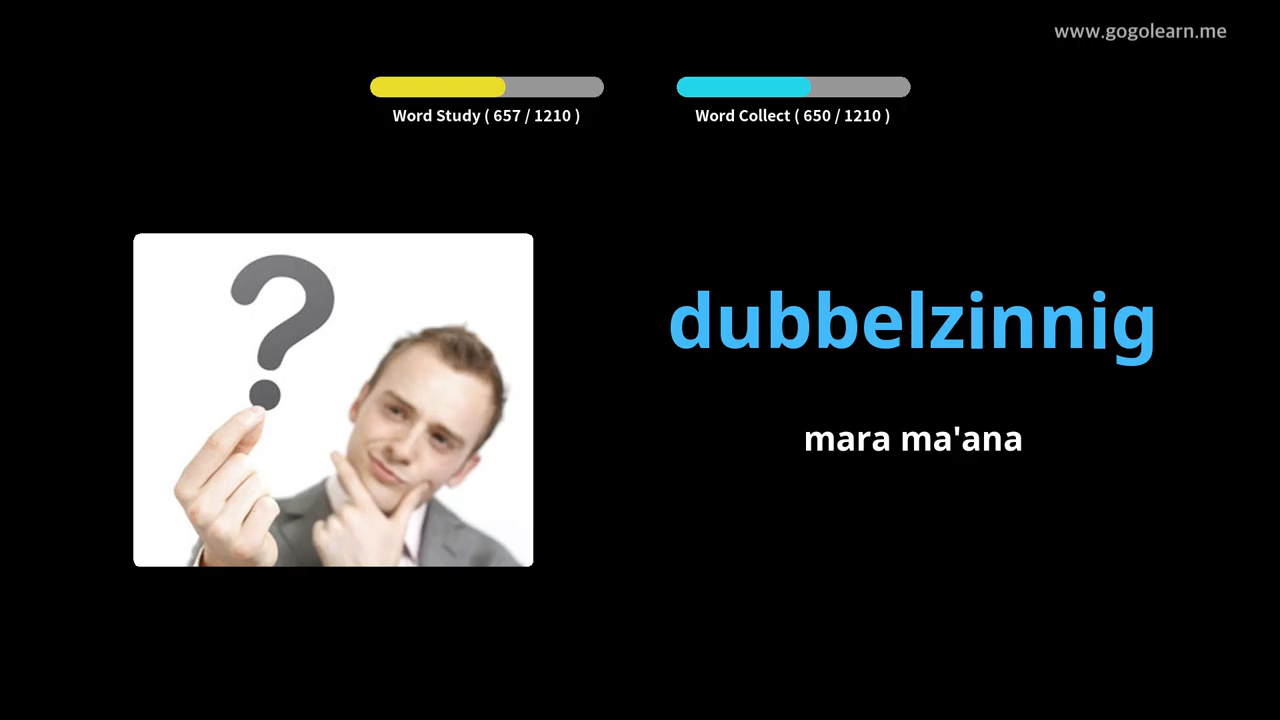 www.gogolearn.me
Word Study ( 657 / 1210 )
Word Collect ( 650 / 1210 )
dubbelzinnig
mara ma'ana